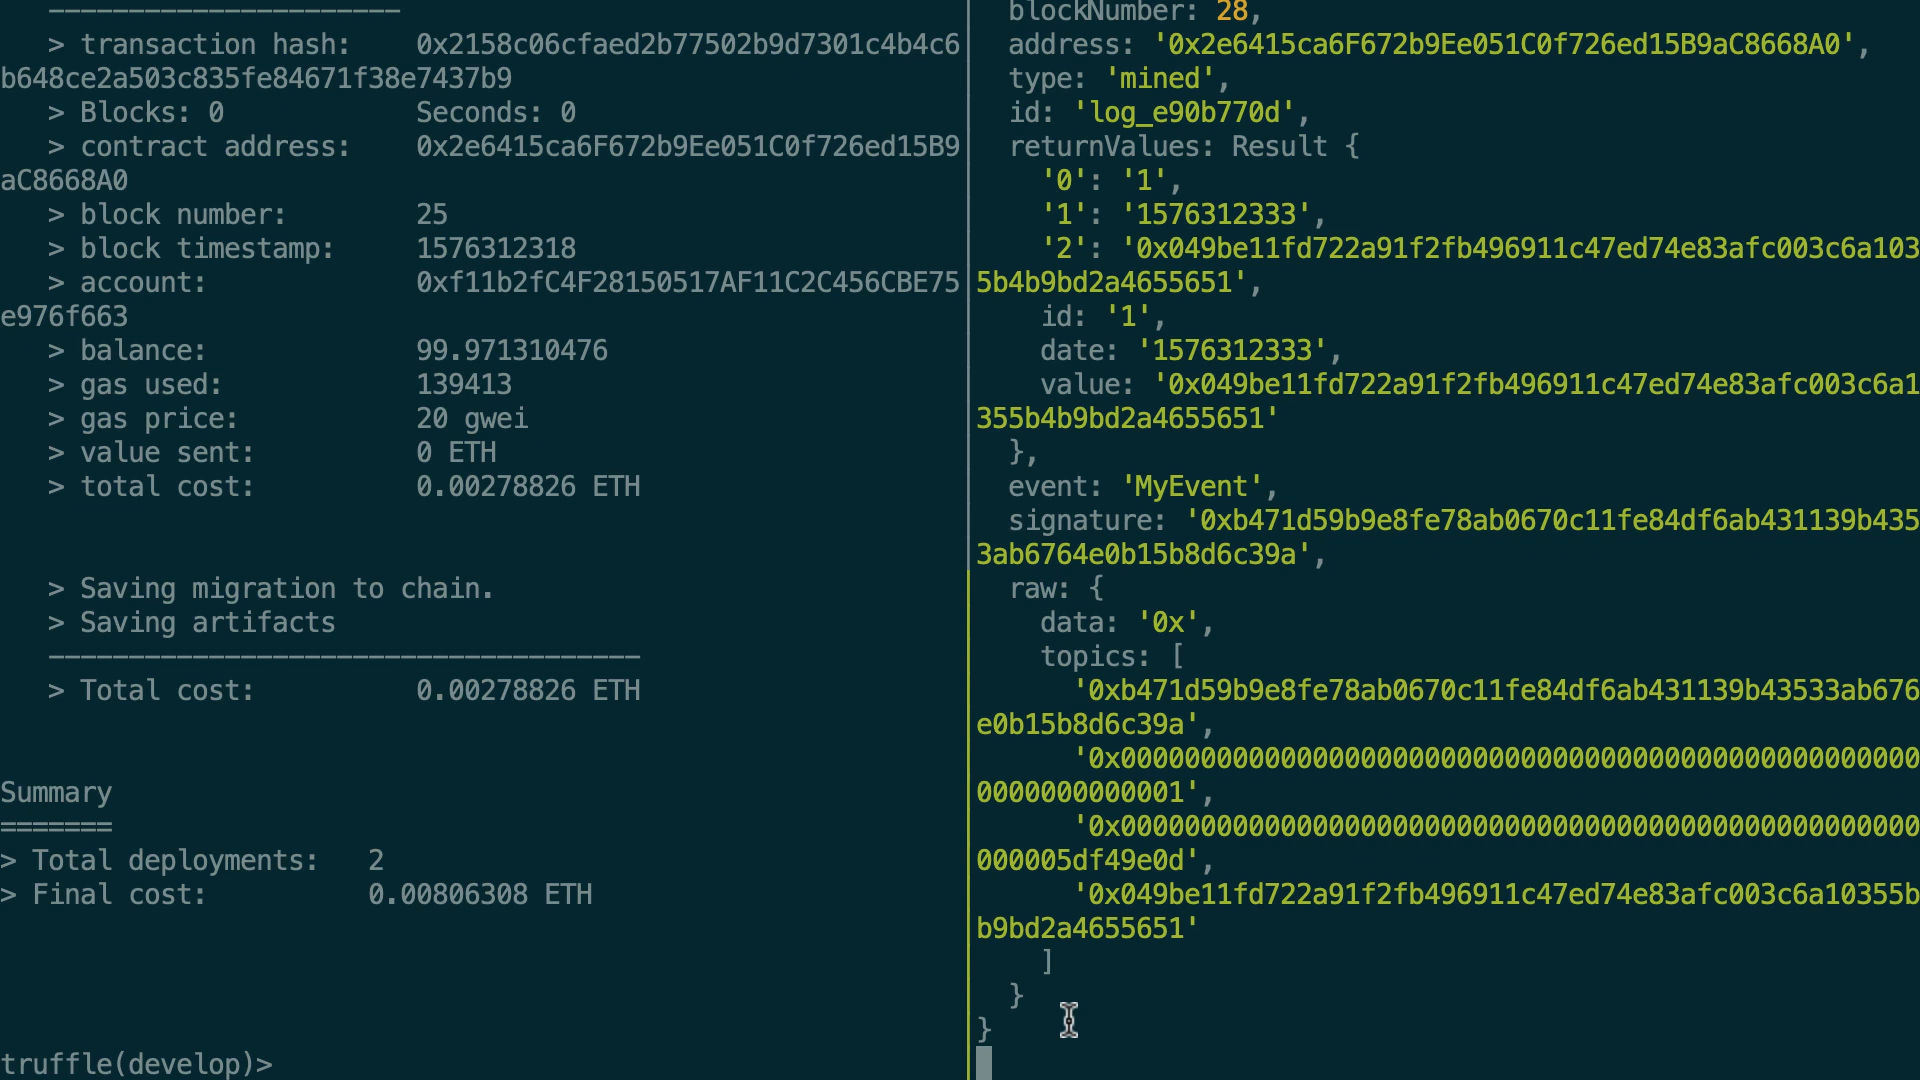 > transaction hash:    0x2158c06cfaed2b77502b9d7301c4b4c6
b648ce2a503c835fe84671f38e7437b9
> Blocks: 0            Seconds: 0
> contract address:    0x2e6415ca6F672b9Ee051C0f726ed15B9
aC8668A0
> block number:        25
> block timestamp:     1576312318
> account:             0xf11b2fC4F28150517AF11C2C456CBE75
e976f663
> balance:             99.971310476
> gas used:            139413
> gas price:           20 gwei
> value sent:          0 ETH
> total cost:          0.00278826 ETH
> Saving migration to chain.
> Saving artifacts
-------------------------------------
> Total cost:          0.00278826 ETH
Summary
=======
> Total deployments:   2
> Final cost:          0.00806308 ETH
truffle(develop)>
blockNumber: 28,
address: '0x2e6415ca6F672b9Ee051C0f726ed15B9aC8668A0',
type: 'mined',
id: 'log_e90b770d',
returnValues: Result {
'0': '1',
'1': '1576312333',
'2': '0x049be11fd722a91f2fb496911c47ed74e83afc003c6a103
5b4b9bd2a4655651',
id: '1',
date: '1576312333',
value: '0x049be11fd722a91f2fb496911c47ed74e83afc003c6a1
355b4b9bd2a4655651'
},
event: 'MyEvent',
signature: '0xb471d59b9e8fe78ab0670c11fe84df6ab431139b435
3ab6764e0b15b8d6c39a',
raw: {
data: '0x',
topics: [
'0xb471d59b9e8fe78ab0670c11fe84df6ab431139b43533ab676
e0b15b8d6c39a',
'0x00000000000000000000000000000000000000000000000000
0000000000001',
'0x00000000000000000000000000000000000000000000000000
000005df49e0d',
'0x049be11fd722a91f2fb496911c47ed74e83afc003c6a10355b
b9bd2a4655651'
]
}
}